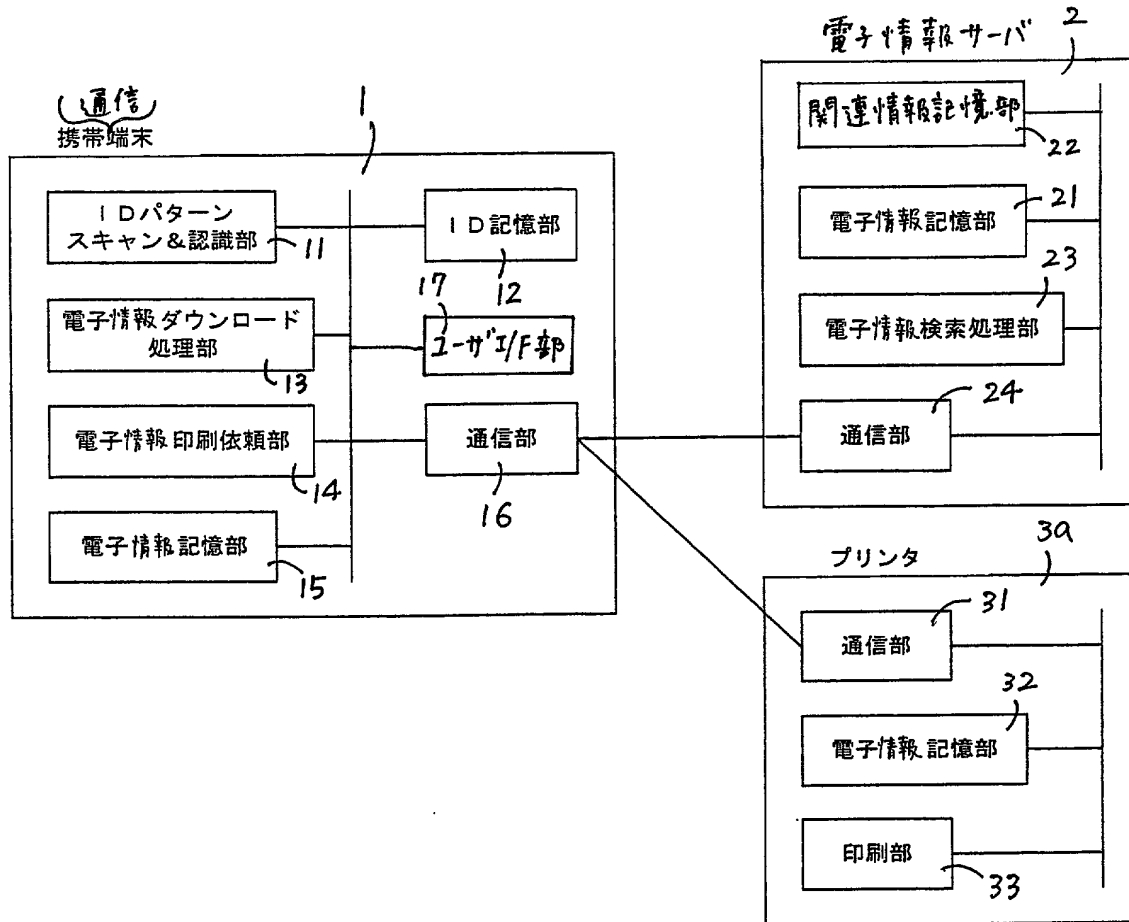 通信
携帯端末
1
IDパターン
スキャン&認識部
11
ID記憶部
12
電子情報ダウンロード
処理部
13
17
ユーザI/F部
電子情報印刷依頼部
14
通信部
16
電子情報記憶部
15
電子情報サーバ
2
関連情報記憶部
22
電子情報記憶部
21
電子情報検索処理部
23
通信部
24
プリンタ
3a
通信部
31
電子情報記憶部
32
印刷部
33